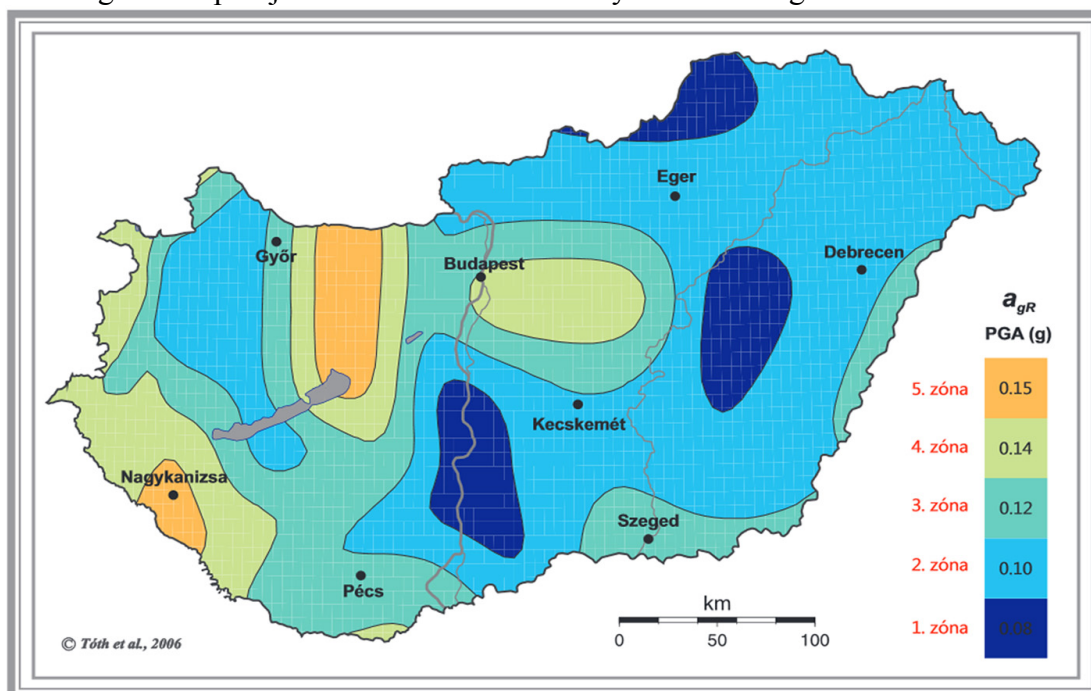 Eger
Győr
Budapest
Debrecen
Kecskemét
Nagykanizsa
Szeged
Pécs
a_gR
PGA (g)
5. zóna 0.15
4. zóna 0.14
3. zóna 0.12
2. zóna 0.10
1. zóna 0.08
km
0 50 100
© Tóth et al., 2006